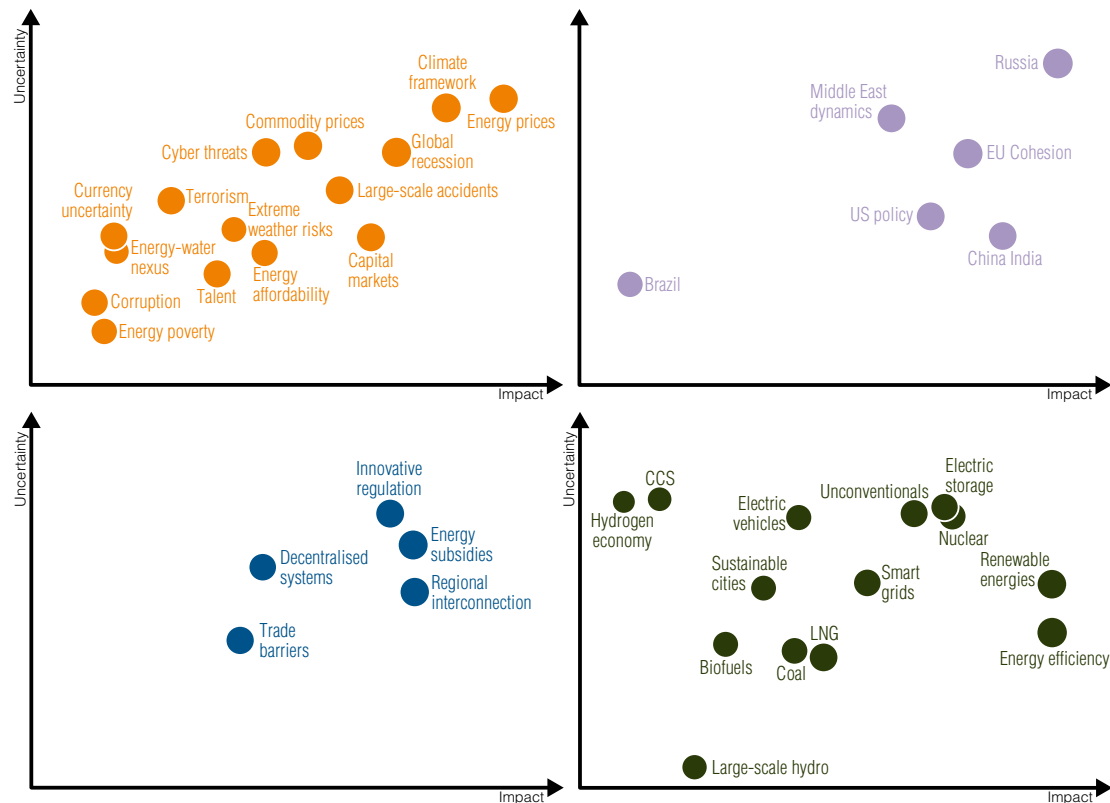 Uncertainty
Climate
framework
Energy prices
Commodity prices
Cyber threats
Global
recession
Large-scale accidents
Currency
uncertainty
Terrorism
Extreme
weather risks
Energy-water
nexus
Capital
markets
Talent
Energy
affordability
Corruption
Energy poverty
Impact
Russia
Middle East
dynamics
EU Cohesion
US policy
China India
Brazil
Impact
Uncertainty
Innovative
regulation
Energy
subsidies
Decentralised
systems
Regional
interconnection
Trade
barriers
Impact
Uncertainty
Hydrogen
economy
CCS
Electric
vehicles
Unconventionals
Electric
storage
Nuclear
Renewable
energies
Sustainable
cities
Smart
grids
Biofuels
Coal
LNG
Energy efficiency
Large-scale hydro
Impact